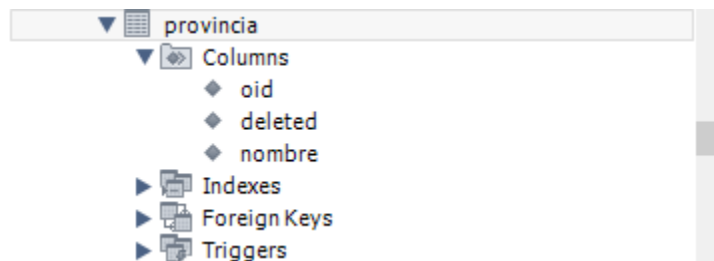 provincia
Columns
oid
deleted
nombre
Indexes
Foreign Keys
Triggers